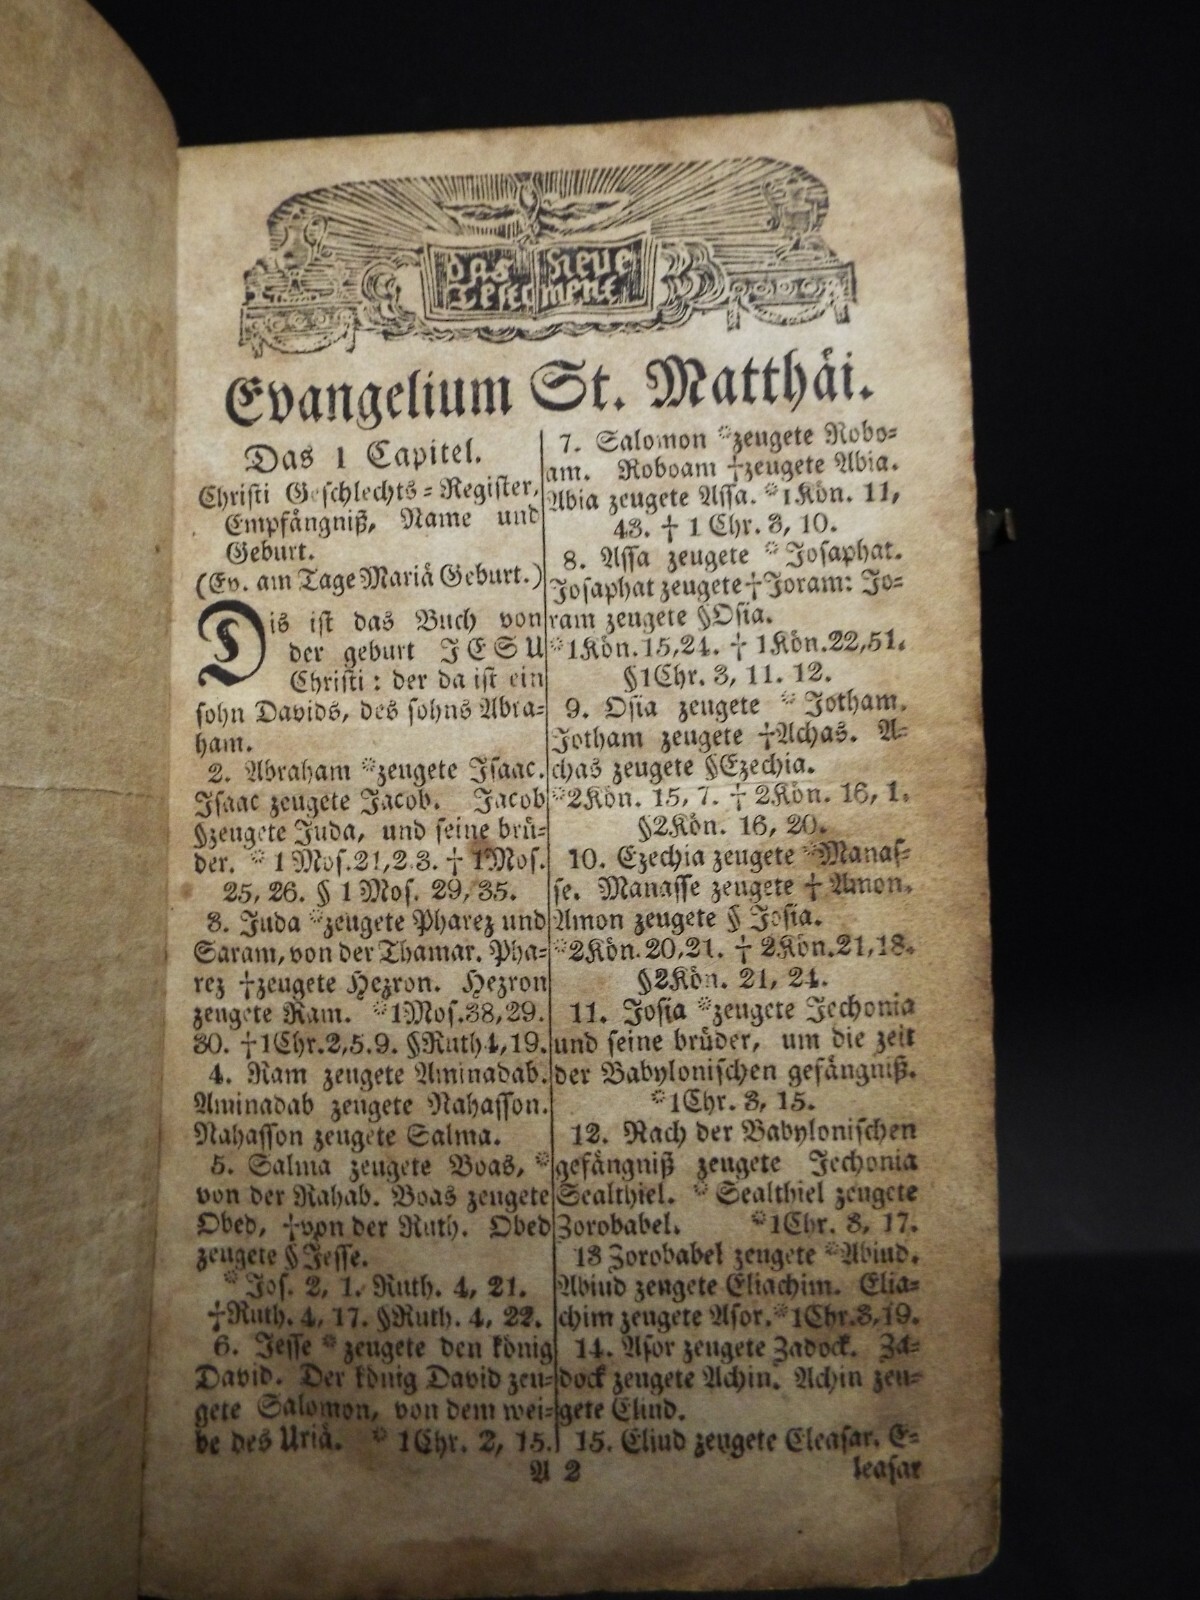 das Neue
Testament
Evangelium St. Matthäi.
Das 1 Capitel.
Christi Geschlechts-Register,
Empfängniß, Name und
Geburt.
(Ev. am Tage Mariä Geburt.)
Dis ist das Buch von
der geburt JESU
Christi: der da ist ein
sohn Davids, des sohns Abra-
ham.
2. Abraham *zeugete Isaac.
Isaac zeugete Jacob. Jacob
§zeugete Juda, und seine brü-
der. * 1 Mos. 21, 2.3. † 1 Mos.
25, 26. § 1 Mos. 29, 35.
3. Juda *zeugete Pharez und
Saram, von der Thamar. Pha-
rez †zeugete Hezron. Hezron
zeugete Ram. *1Mos.38,29.
30. †1Chr.2,5.9. §Ruth 4,19.
4. Ram zeugete Aminadab.
Aminadab zeugete Nahasson.
Nahasson zeugete Salma.
5. Salma zeugete Boas, *
von der Rahab. Boas zeugete
Obed, †von der Ruth. Obed
zeugete § Jesse.
* Jos. 2, 1. Ruth. 4, 21.
†Ruth. 4, 17. §Ruth. 4, 22.
6. Jesse * zeugete den könig
David. Der könig David zeu-
gete Salomon, von dem wei-
be des Uriä. * 1Chr. 2, 15.
7. Salomon *zeugete Robo-
am. Roboam †zeugete Abia.
Abia zeugete Assa. *1Kön. 11,
43. † 1 Chr. 3, 10.
8. Assa zeugete * Josaphat.
Josaphat zeugete †Joram: Jo-
ram zeugete §Osia.
*1Kön. 15,24. † 1Kön.22,51.
§1Chr. 3, 11. 12.
9. Osia zeugete * Jotham.
Jotham zeugete †Achas. A-
chas zeugete §Ezechia.
*2Kön. 15, 7. † 2Kön. 16, 1.
§2Kön. 16, 20.
10. Ezechia zeugete *Manas-
se. Manasse zeugete † Amon.
Amon zeugete § Josia.
*2Kön. 20,21. † 2Kön.21,18.
§2Kön. 21, 24.
11. Josia *zeugete Jechonia
und seine brüder, um die zeit
der Babylonischen gefängniß.
*1Chr. 3, 15.
12. Nach der Babylonischen
gefängniß zeugete Jechonia
Sealthiel. * Sealthiel zeugete
Zorobabel. *1Chr. 3, 17.
13 Zorobabel zeugete *Abiud.
Abiud zeugete Eliachim. Elia-
chim zeugete Asor. *1Chr.3,19.
14. Asor zeugete Zadock. Za-
dock zeugete Achin. Achin zeu-
gete Eliud.
15. Eliud zeugete Eleasar. E-
A 2
leasar